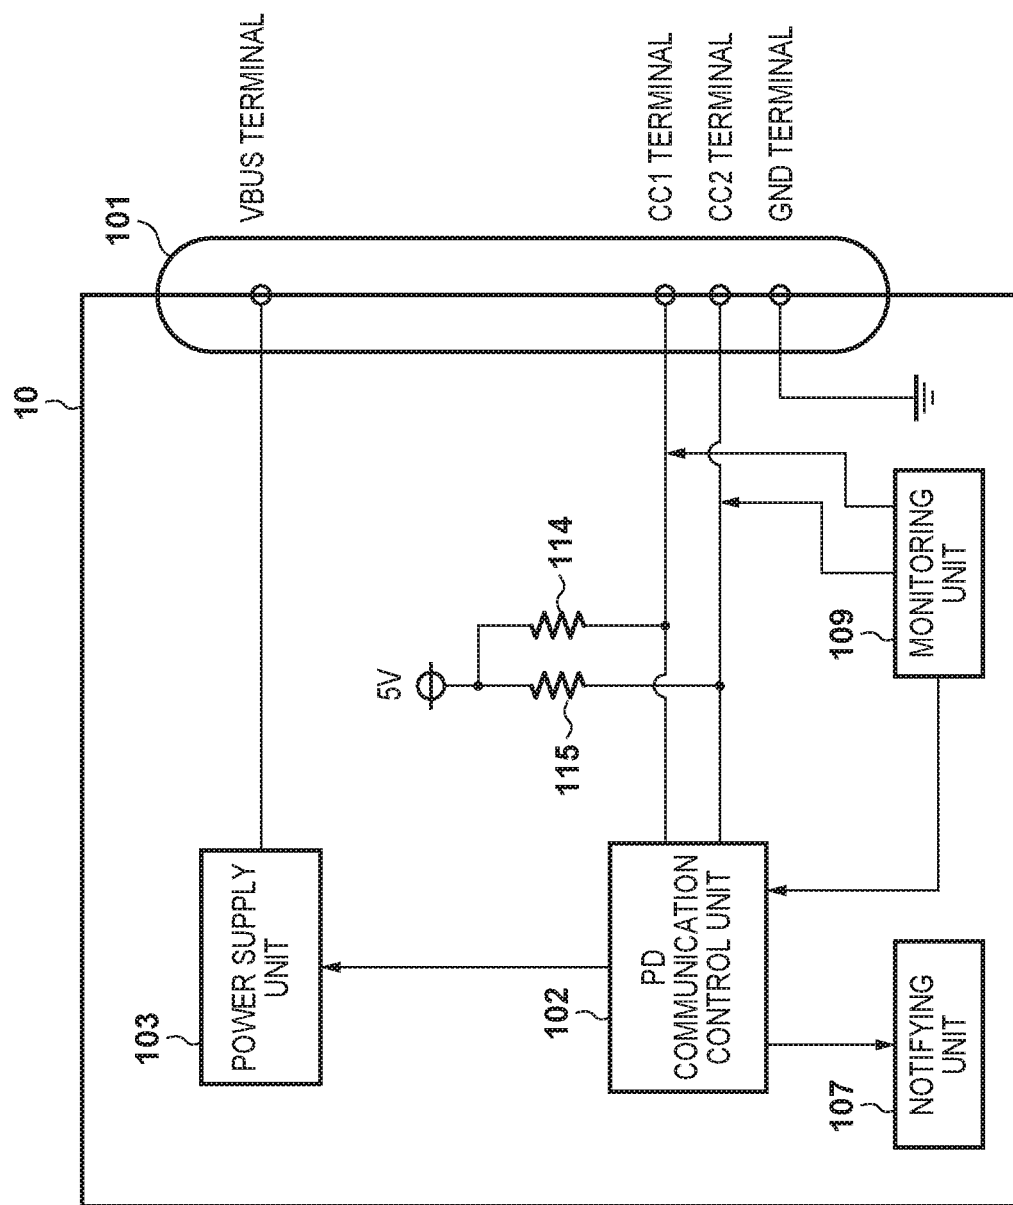 10
101
VBUS TERMINAL
CC1 TERMINAL
CC2 TERMINAL
GND TERMINAL
103
POWER SUPPLY
UNIT
5V
114
115
102
PD
COMMUNICATION
CONTROL UNIT
107
NOTIFYING
UNIT
109
MONITORING
UNIT